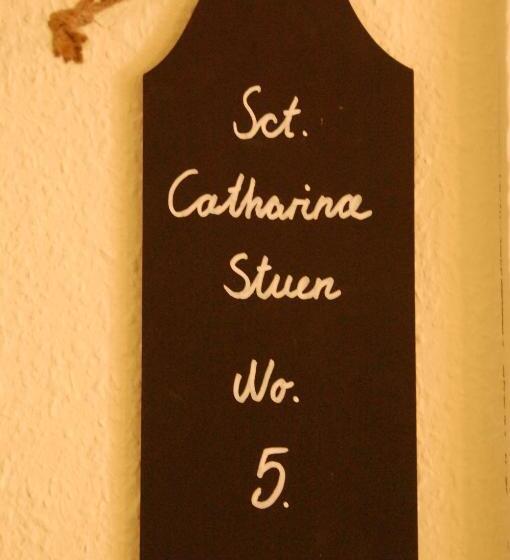 Sct.
Catharina
Stuen
No.
5.